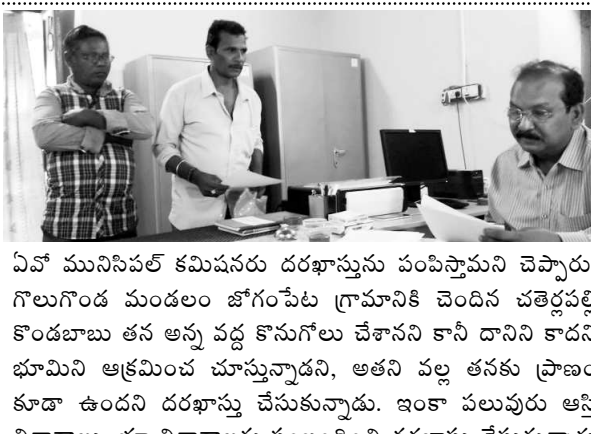 ఏవో మునిసిపల్ కమిషనరు దరఖాస్తును పంపిస్తామని చెప్పారు
గొలుగొండ మండలం జోగంపేట గ్రామానికి చెందిన చతెర్లపల్లి
కొండబాబు తన అన్న వద్ద కొనుగోలు చేశానని కానీ దానిని కాదని
భూమిని ఆక్రమించ చూస్తున్నాడని, అతని వల్ల తనకు ప్రాణం
కూడా ఉందని దరఖాస్తు చేసుకున్నాడు. ఇంకా పలువురు ఆస్తి